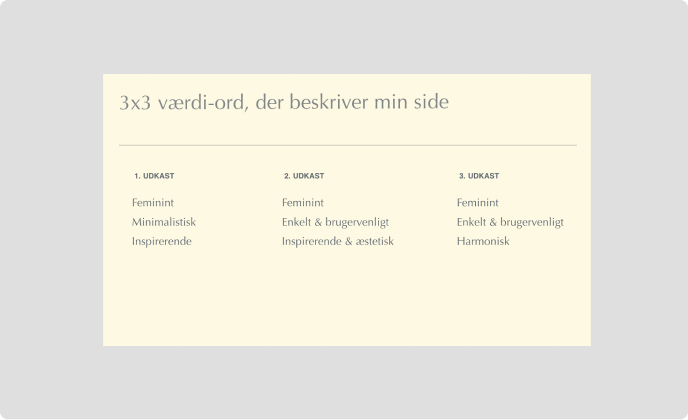 3x3 værdi-ord, der beskriver min side
1. UDKAST
Feminint
Minimalistisk
Inspirerende
2. UDKAST
Feminint
Enkelt & brugervenligt
Inspirerende & æstetisk
3. UDKAST
Feminint
Enkelt & brugervenligt
Harmonisk